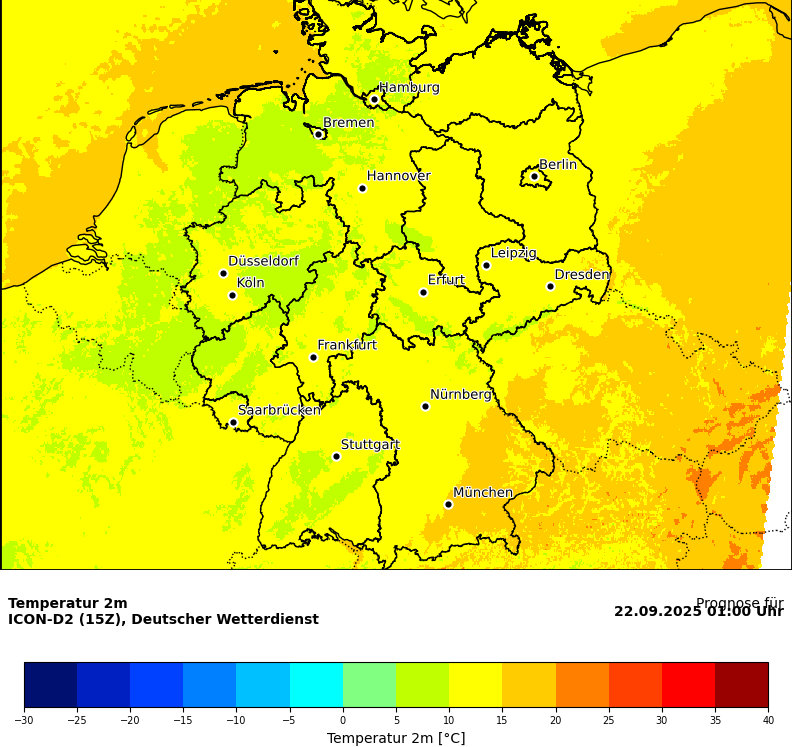 Hamburg
Bremen
Berlin
Hannover
Leipzig
Düsseldorf
Dresden
Köln
Erfurt
Frankfurt
Nürnberg
Saarbrücken
Stuttgart
München
Temperatur 2m
Prognose für
ICON-D2 (15Z), Deutscher Wetterdienst
22.09.2025 01:00 Uhr
−30 −25 −20 −15 −10 −5 0 5 10 15 20 25 30 35 40
Temperatur 2m [°C]